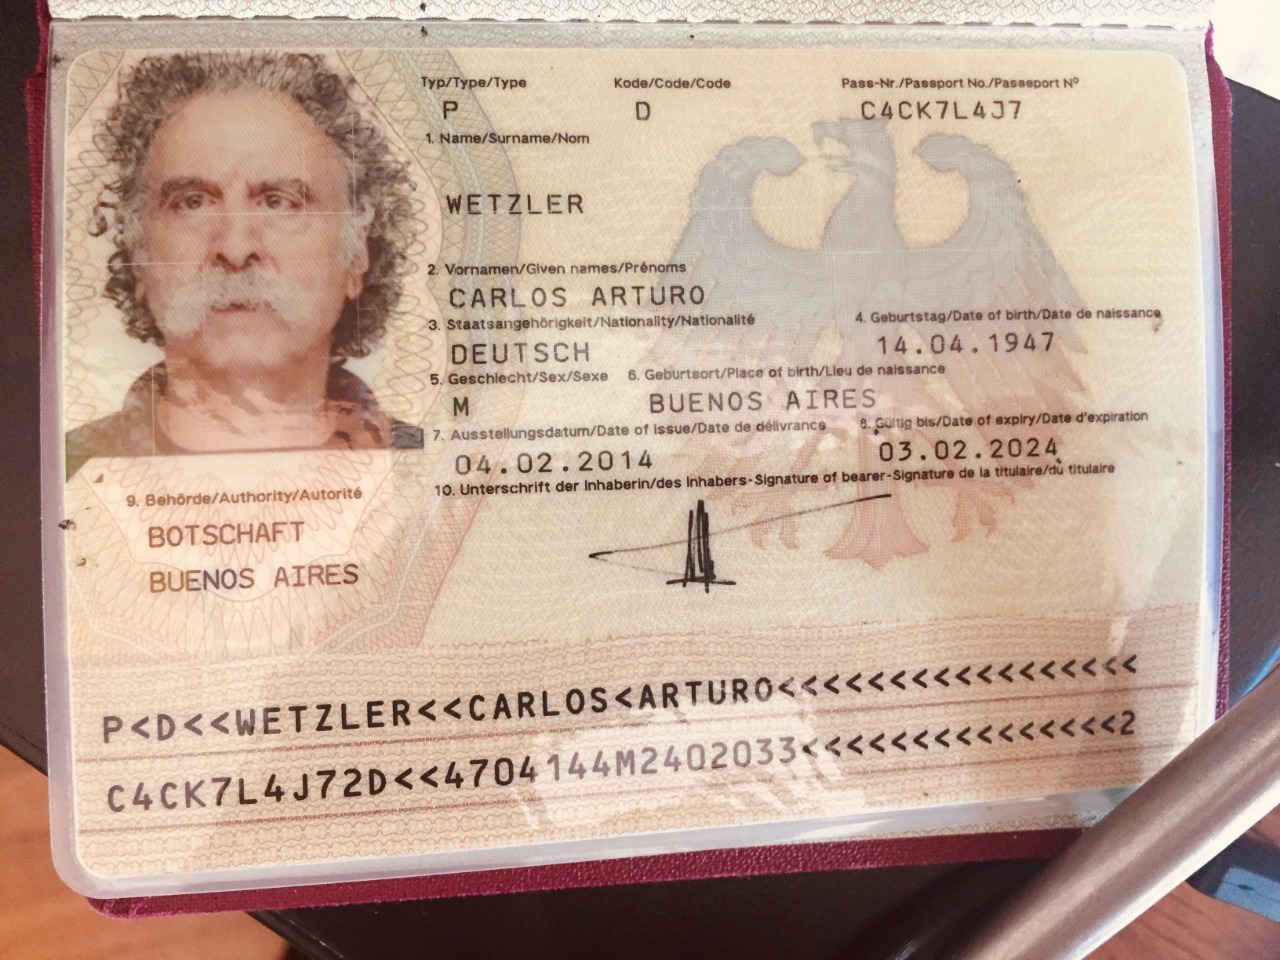 Typ/Type/Type Kode/Code/Code Pass-Nr./Passport No./Passeport Nº
P D C4CK7L4J7
1. Name/Surname/Nom
WETZLER
2. Vornamen/Given names/Prénoms
CARLOS ARTURO
3. Staatsangehörigkeit/Nationality/Nationalité 4. Geburtstag/Date of birth/Date de naissance
DEUTSCH 14.04.1947
5. Geschlecht/Sex/Sexe 6. Geburtsort/Place of birth/Lieu de naissance
M BUENOS AIRES
7. Ausstellungsdatum/Date of issue/Date de délivrance 8. Gültig bis/Date of expiry/Date d'expiration
04.02.2014 03.02.2024
10. Unterschrift der Inhaberin/des Inhabers-Signature of bearer-Signature de la titulaire/du titulaire
9. Behörde/Authority/Autorité
BOTSCHAFT
BUENOS AIRES
P<D<<WETZLER<<CARLOS<ARTURO<<<<<<<<<<<<<<<<<
C4CK7L4J72D<<4704144M2402033<<<<<<<<<<<<<<<2